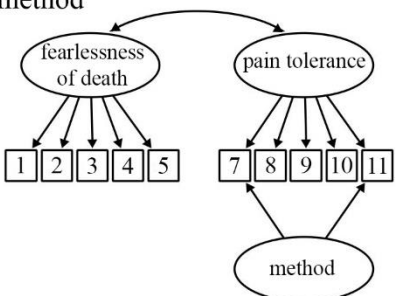 method
fearlessness
of death
pain tolerance
1 2 3 4 5
7 8 9 10 11
method